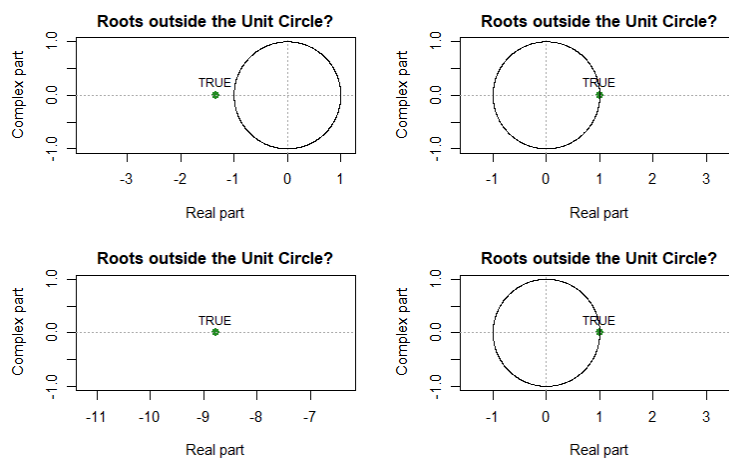 Roots outside the Unit Circle?
Complex part
1.0
0.0
-1.0
TRUE
-3 -2 -1 0 1
Real part
Roots outside the Unit Circle?
Complex part
1.0
0.0
-1.0
TRUE
-1 0 1 2 3
Real part
Roots outside the Unit Circle?
Complex part
1.0
0.0
-1.0
TRUE
-11 -10 -9 -8 -7
Real part
Roots outside the Unit Circle?
Complex part
1.0
0.0
-1.0
TRUE
-1 0 1 2 3
Real part